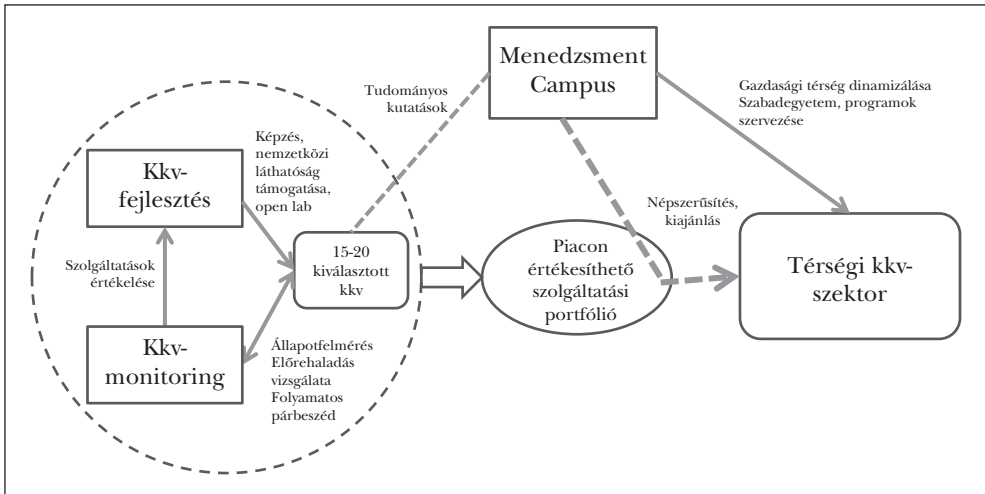 Menedzsment
Campus
Tudományos
kutatások
Gazdasági térség dinamizálása
Szabadegyetem, programok
szervezése
Képzés,
nemzetközi
láthatóság
támogatása,
open lab
Kkv-
fejlesztés
Népszerűsítés,
kiajánlás
15-20
kiválasztott
kkv
Piacon
értékesíthető
szolgáltatási
portfólió
Térségi kkv-
szektor
Szolgáltatások
értékelése
Kkv-
monitoring
Állapotfelmérés
Előrehaladás
vizsgálata
Folyamatos
párbeszéd